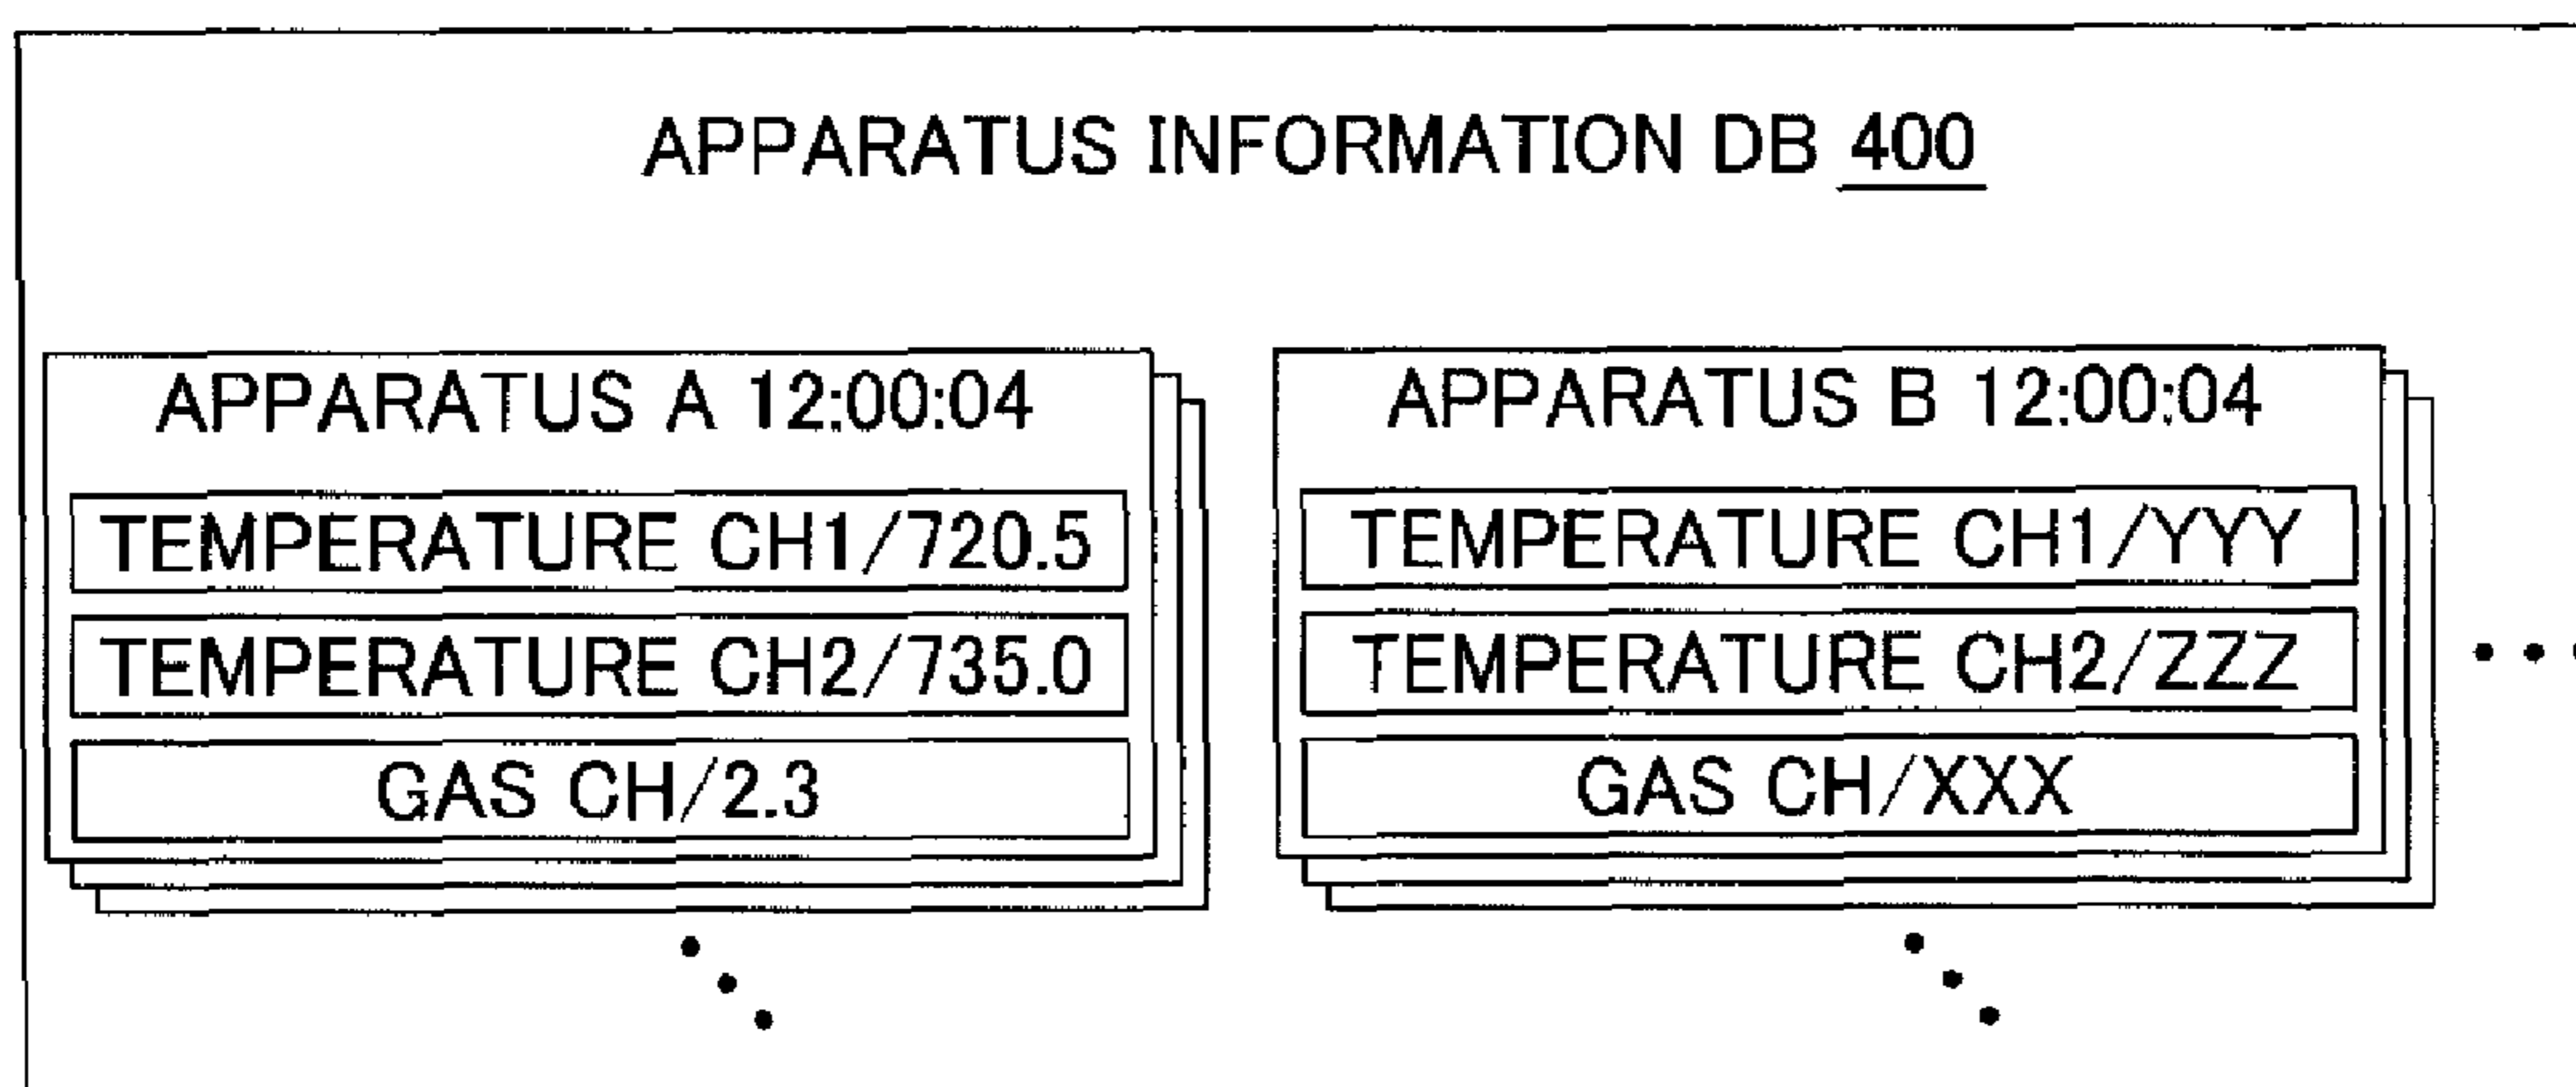 APPARATUS INFORMATION DB 400
APPARATUS A 12:00:04
TEMPERATURE CH1/720.5
TEMPERATURE CH2/735.0
GAS CH/2.3
APPARATUS B 12:00:04
TEMPERATURE CH1/YYY
TEMPERATURE CH2/ZZZ
GAS CH/XXX